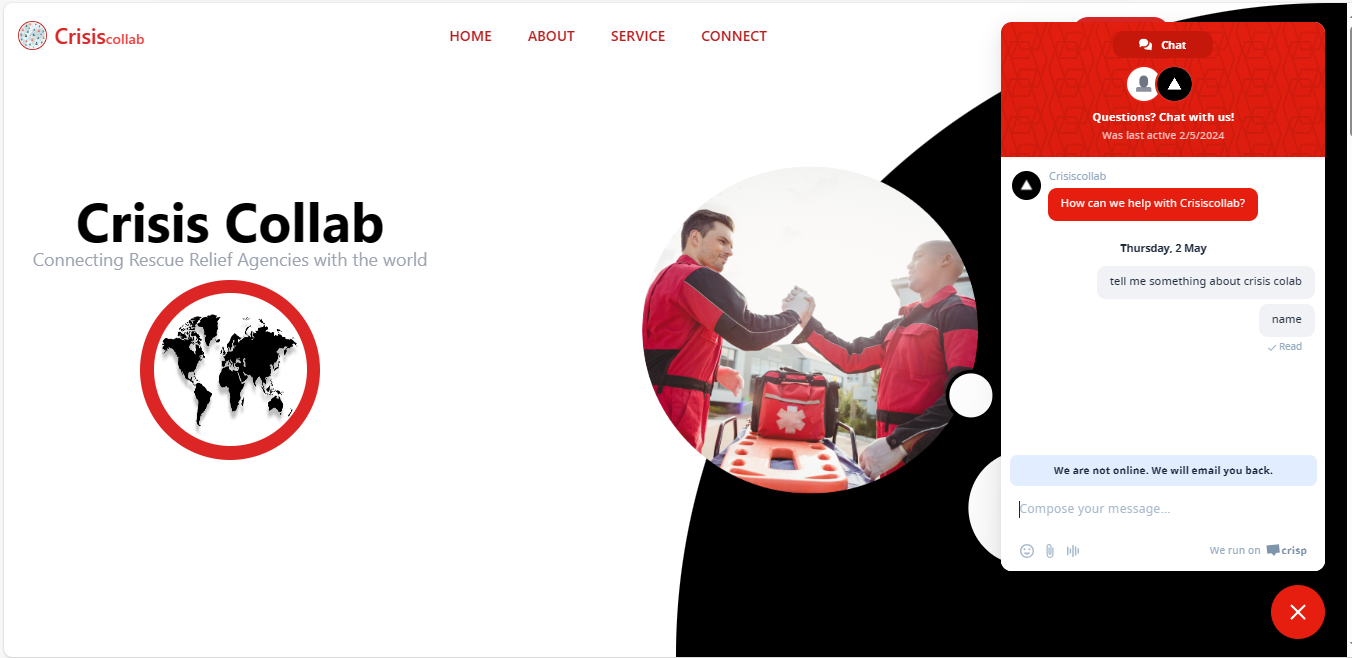 Crisiscollab
HOME ABOUT SERVICE CONNECT
Crisis Collab
Connecting Rescue Relief Agencies with the world
Chat
Questions? Chat with us!
Was last active 2/5/2024
Crisiscollab
How can we help with Crisiscollab?
Thursday, 2 May
tell me something about crisis colab
name
Read
We are not online. We will email you back.
Compose your message...
We run on crisp